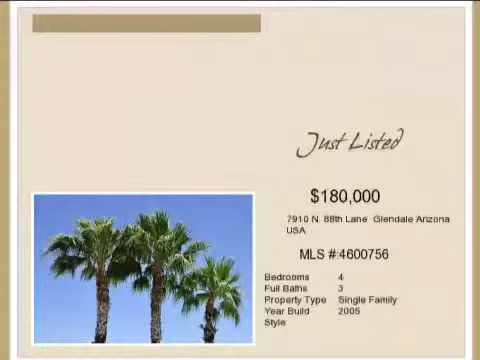 Just Listed
$180,000
7910 N. 88th Lane Glendale Arizona
USA
MLS #:4600756
Bedrooms 4
Full Baths 3
Property Type Single Family
Year Build 2005
Style